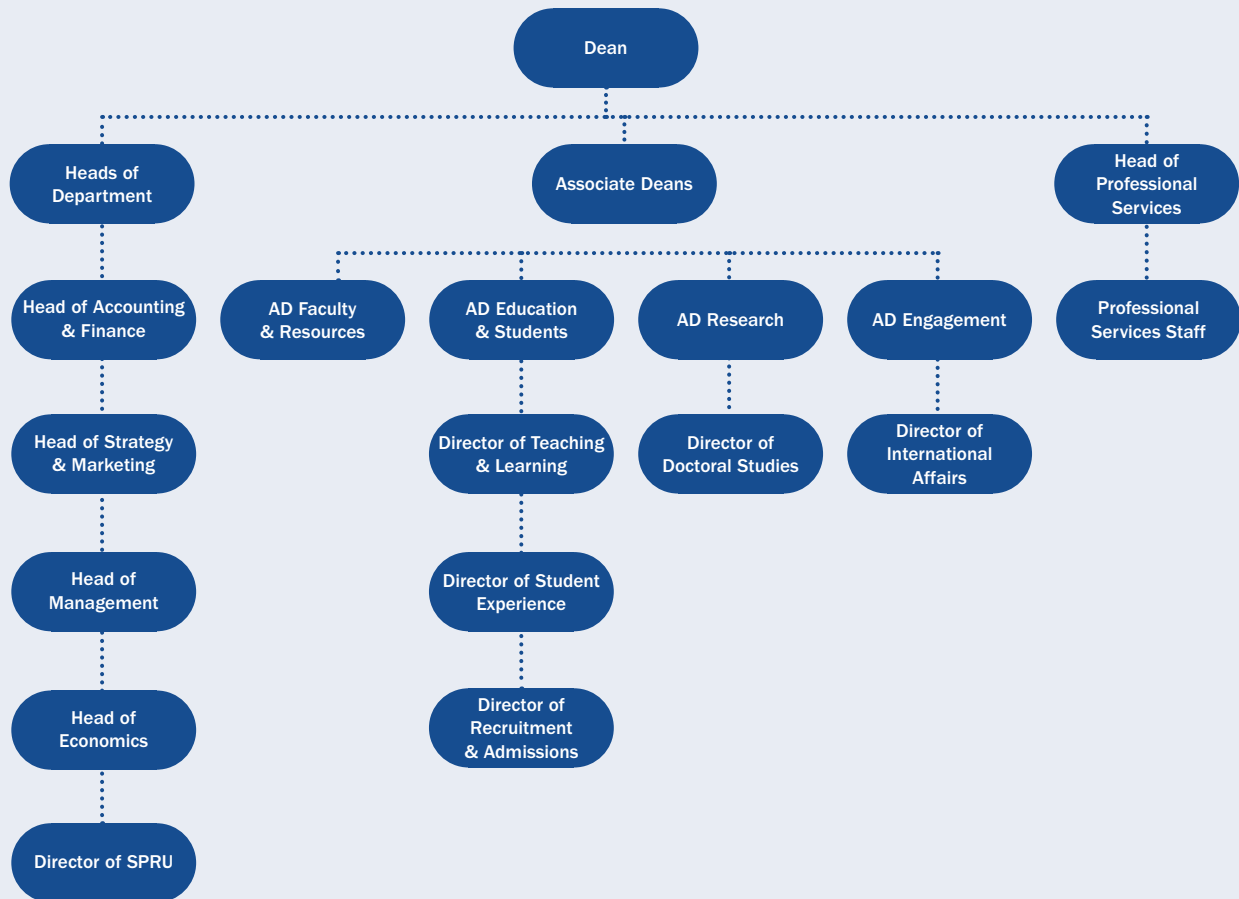 Dean
Heads of
Department
Associate Deans
Head of
Professional
Services
Head of Accounting
& Finance
AD Faculty
& Resources
AD Education
& Students
AD Research
AD Engagement
Professional
Services Staff
Head of Strategy
& Marketing
Director of Teaching
& Learning
Director of
Doctoral Studies
Director of
International
Affairs
Head of
Management
Director of Student
Experience
Head of
Economics
Director of
Recruitment
& Admissions
Director of SPRU